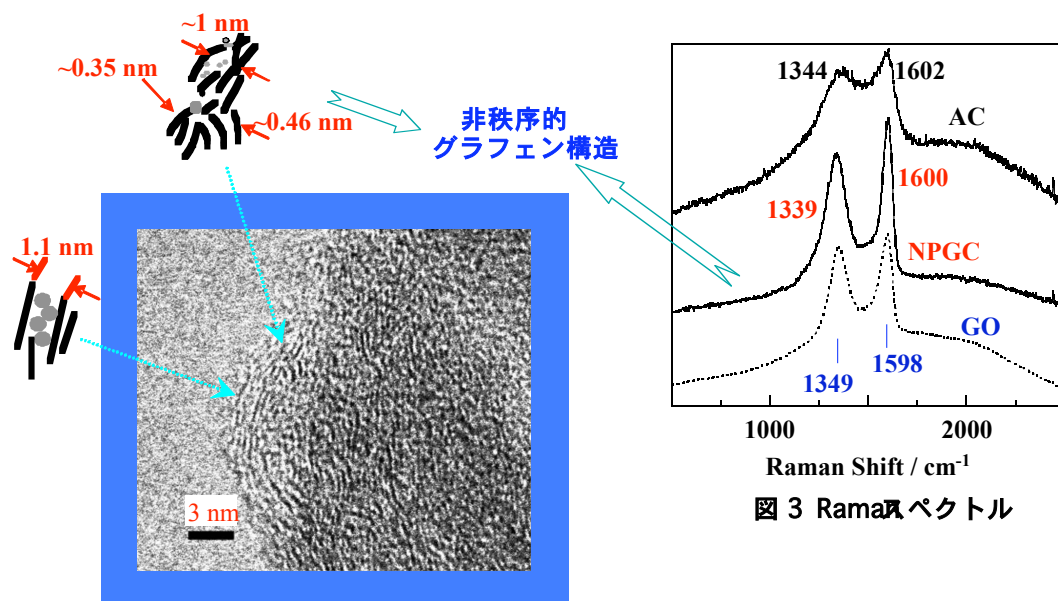 ~1 nm
~0.35 nm
~0.46 nm
非秩序的
グラフェン構造
1.1 nm
3 nm
1344
1602
AC
1339
1600
NPGC
GO
1349
1598
1000
2000
Raman Shift / cm-1
図 3 Ramanスペクトル